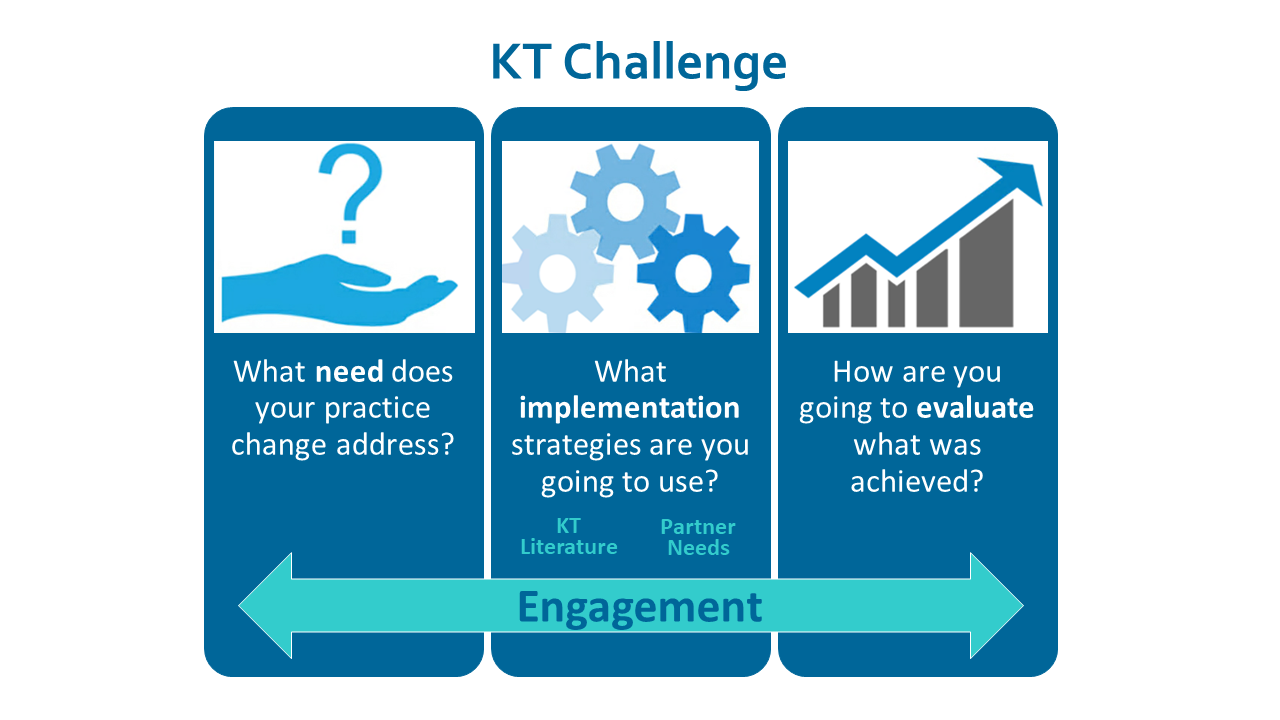 KT Challenge
?
What need does
your practice
change address?
What
implementation
strategies are you
going to use?
KT
Literature
Partner
Needs
How are you
going to evaluate
what was
achieved?
Engagement